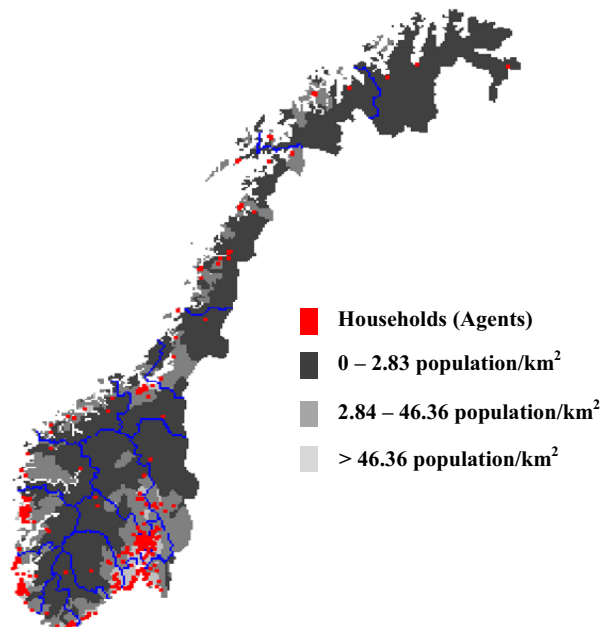 Households (Agents)
0 – 2.83 population/km²
2.84 – 46.36 population/km²
> 46.36 population/km²